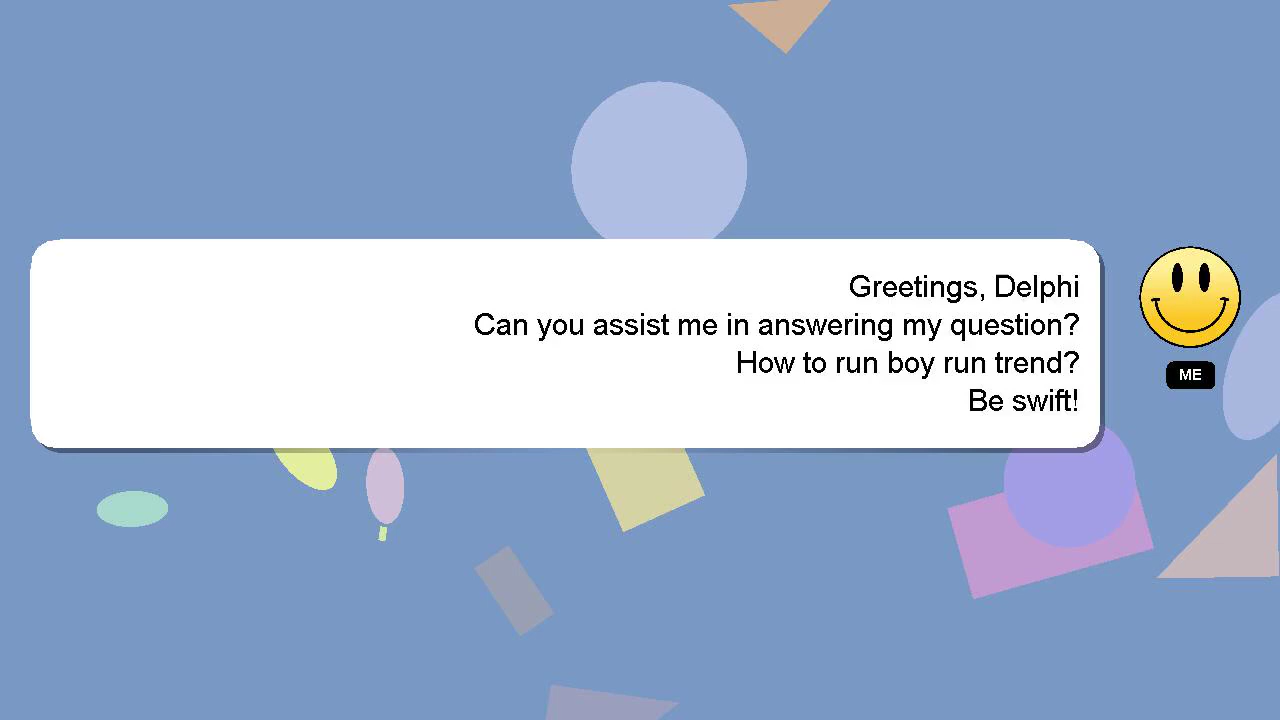 Greetings, Delphi
Can you assist me in answering my question?
How to run boy run trend?
Be swift!
ME